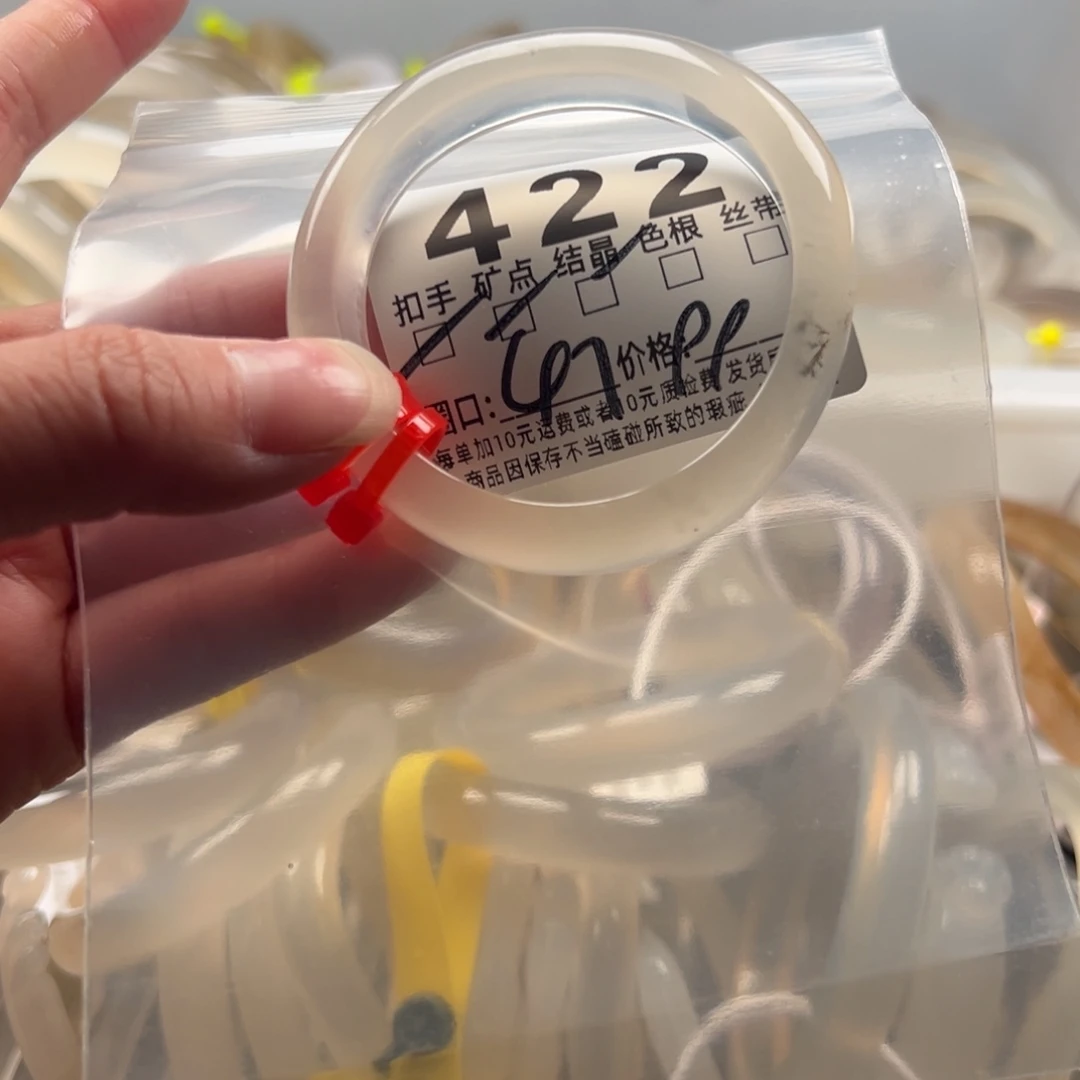 422
扣手 矿点 结晶 色根 丝带
圈口: 价格:
每单加10元运费或者10元质检费 发货
商品因保存不当磕碰所致的瑕疵